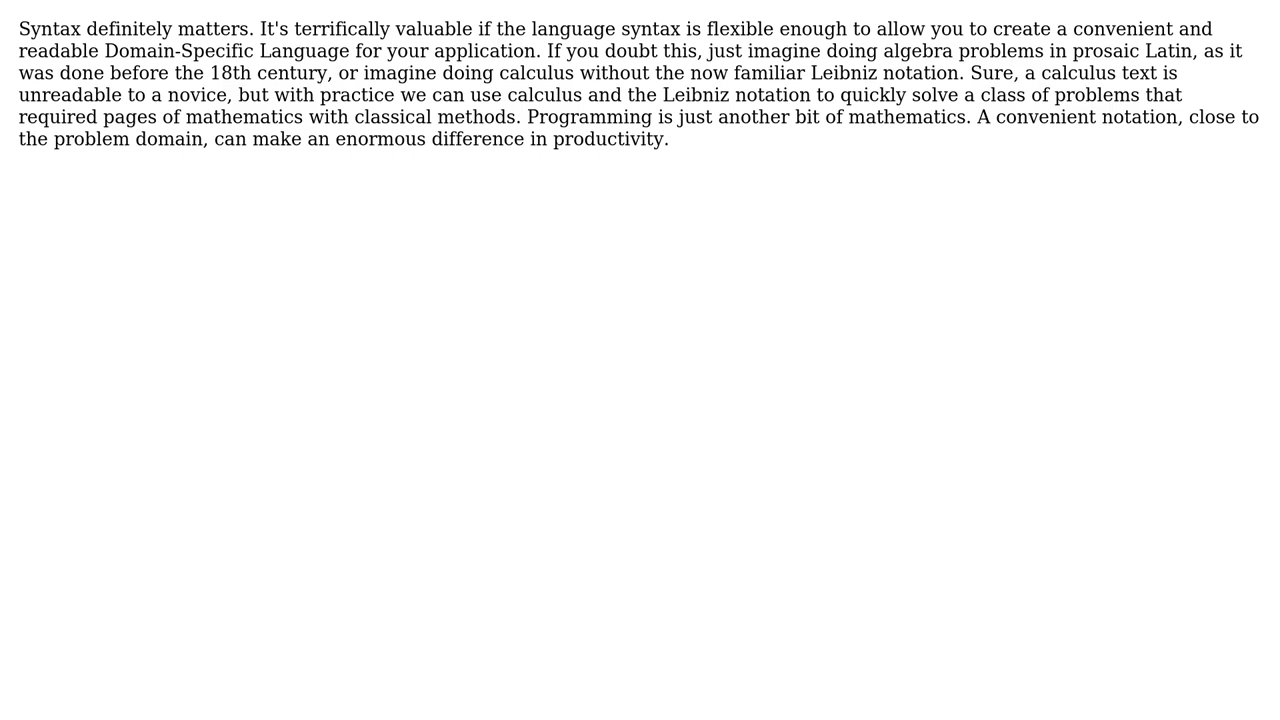 Syntax definitely matters. It's terrifically valuable if the language syntax is flexible enough to allow you to create a convenient and
readable Domain-Specific Language for your application. If you doubt this, just imagine doing algebra problems in prosaic Latin, as it
was done before the 18th century, or imagine doing calculus without the now familiar Leibniz notation. Sure, a calculus text is
unreadable to a novice, but with practice we can use calculus and the Leibniz notation to quickly solve a class of problems that
required pages of mathematics with classical methods. Programming is just another bit of mathematics. A convenient notation, close to
the problem domain, can make an enormous difference in productivity.